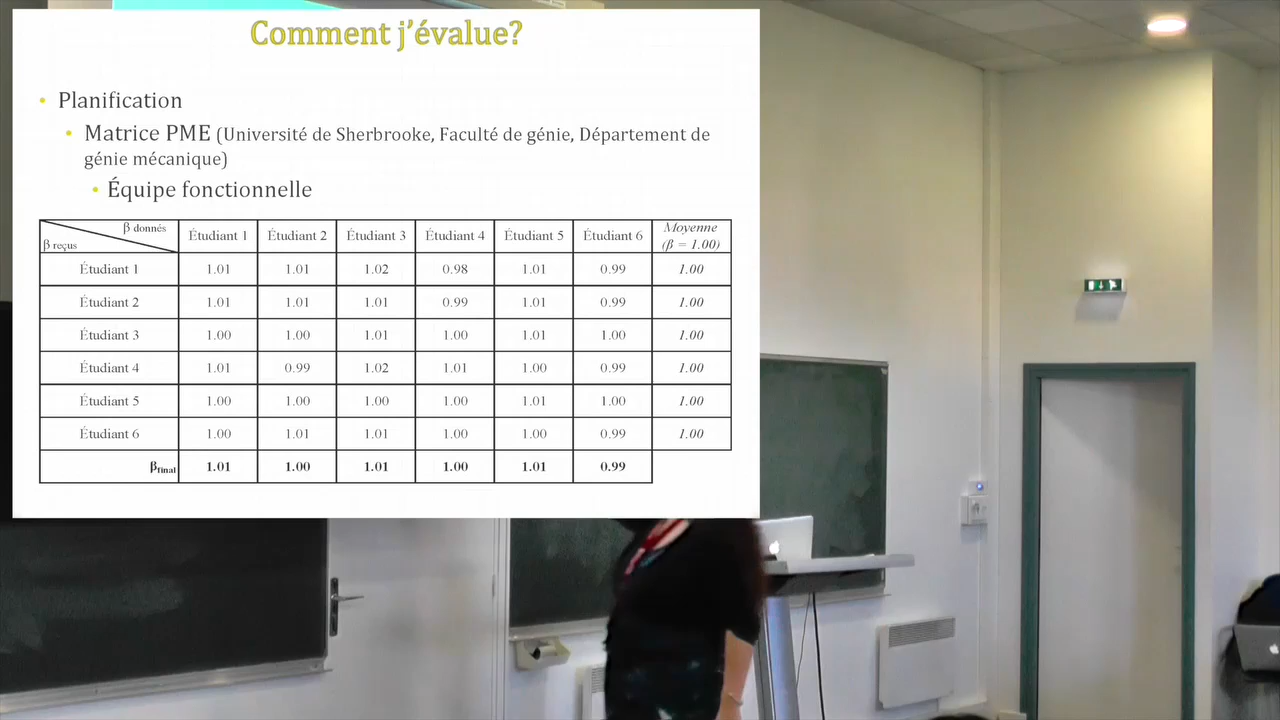 Comment j'évalue?
• Planification
• Matrice PME (Université de Sherbrooke, Faculté de génie, Département de
génie mécanique)
• Équipe fonctionnelle
β donnés
β reçus
Étudiant 1 Étudiant 2 Étudiant 3 Étudiant 4 Étudiant 5 Étudiant 6 Moyenne
(β = 1.00)
Étudiant 1 1.01 1.01 1.02 0.98 1.01 0.99 1.00
Étudiant 2 1.01 1.01 1.01 0.99 1.01 0.99 1.00
Étudiant 3 1.00 1.00 1.01 1.00 1.01 1.00 1.00
Étudiant 4 1.01 0.99 1.02 1.01 1.00 0.99 1.00
Étudiant 5 1.00 1.00 1.00 1.00 1.01 1.00 1.00
Étudiant 6 1.00 1.01 1.01 1.00 1.00 0.99 1.00
βfinal 1.01 1.00 1.01 1.00 1.01 0.99